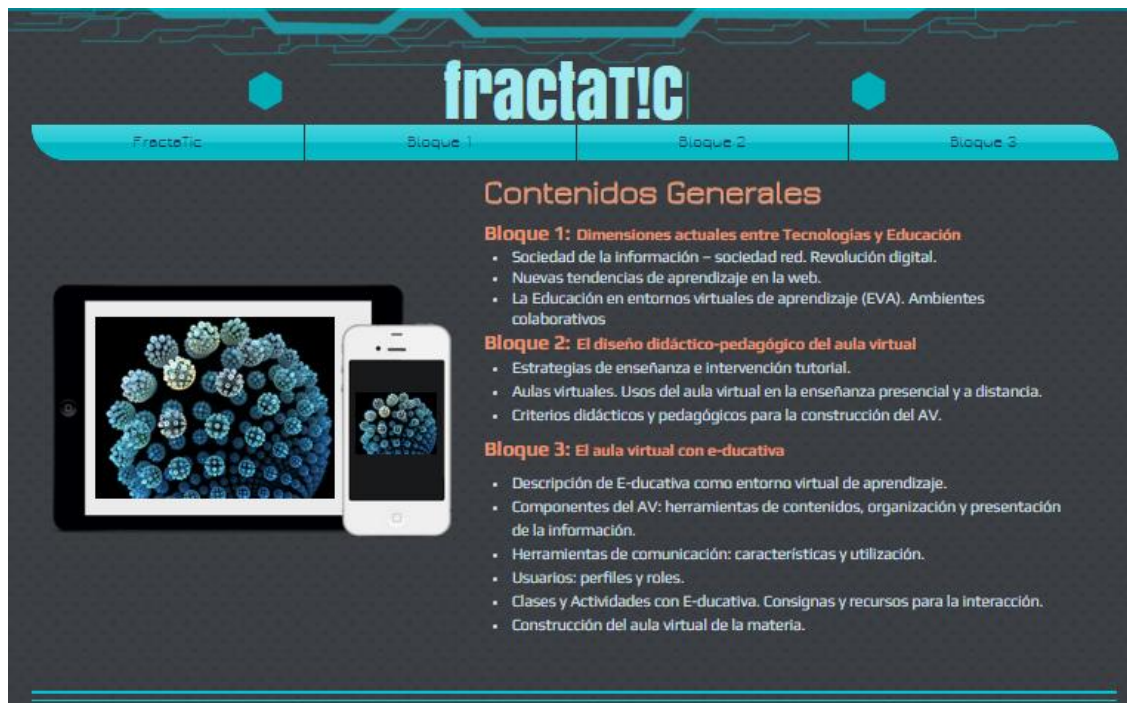 fractaT!C
FractaTic
Bloque 1
Bloque 2
Bloque 3
Contenidos Generales
Bloque 1: Dimensiones actuales entre Tecnologías y Educación
• Sociedad de la información – sociedad red. Revolución digital.
• Nuevas tendencias de aprendizaje en la web.
• La Educación en entornos virtuales de aprendizaje (EVA). Ambientes
colaborativos
Bloque 2: El diseño didáctico-pedagógico del aula virtual
• Estrategias de enseñanza e intervención tutorial.
• Aulas virtuales. Usos del aula virtual en la enseñanza presencial y a distancia.
• Criterios didácticos y pedagógicos para la construcción del AV.
Bloque 3: El aula virtual con e-ducativa
• Descripción de E-ducativa como entorno virtual de aprendizaje.
• Componentes del AV: herramientas de contenidos, organización y presentación
de la información.
• Herramientas de comunicación: características y utilización.
• Usuarios: perfiles y roles.
• Clases y Actividades con E-ducativa. Consignas y recursos para la interacción.
• Construcción del aula virtual de la materia.